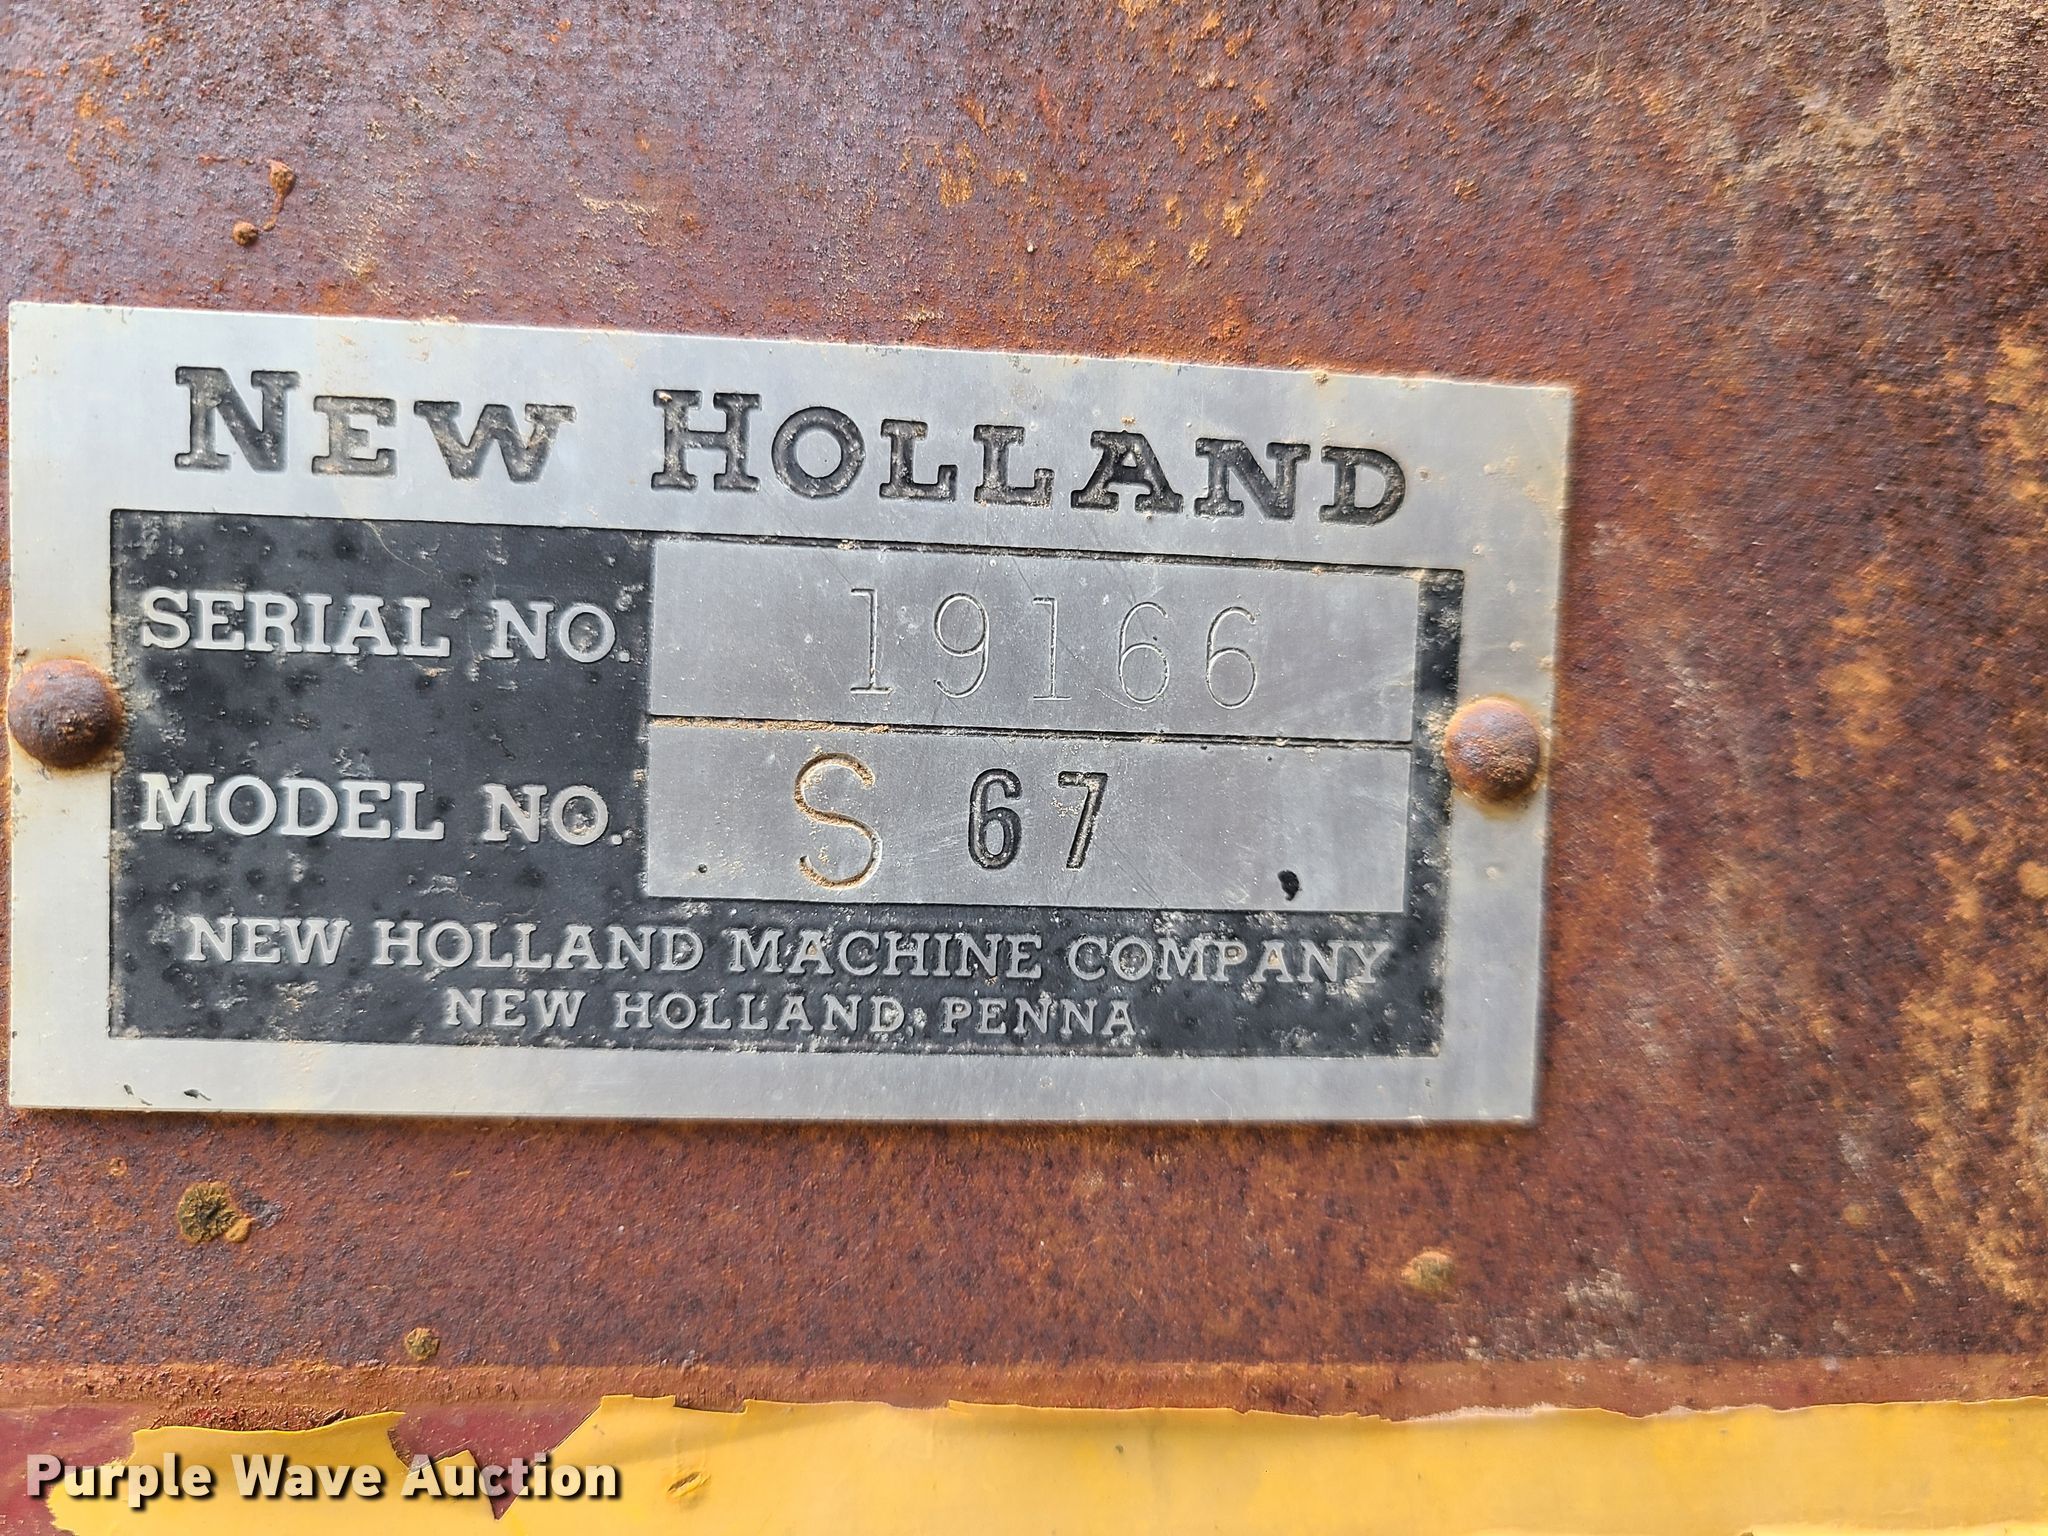 NEW HOLLAND
SERIAL NO. 19166
MODEL NO. S 67
NEW HOLLAND MACHINE COMPANY
NEW HOLLAND, PENNA.
Purple Wave Auction